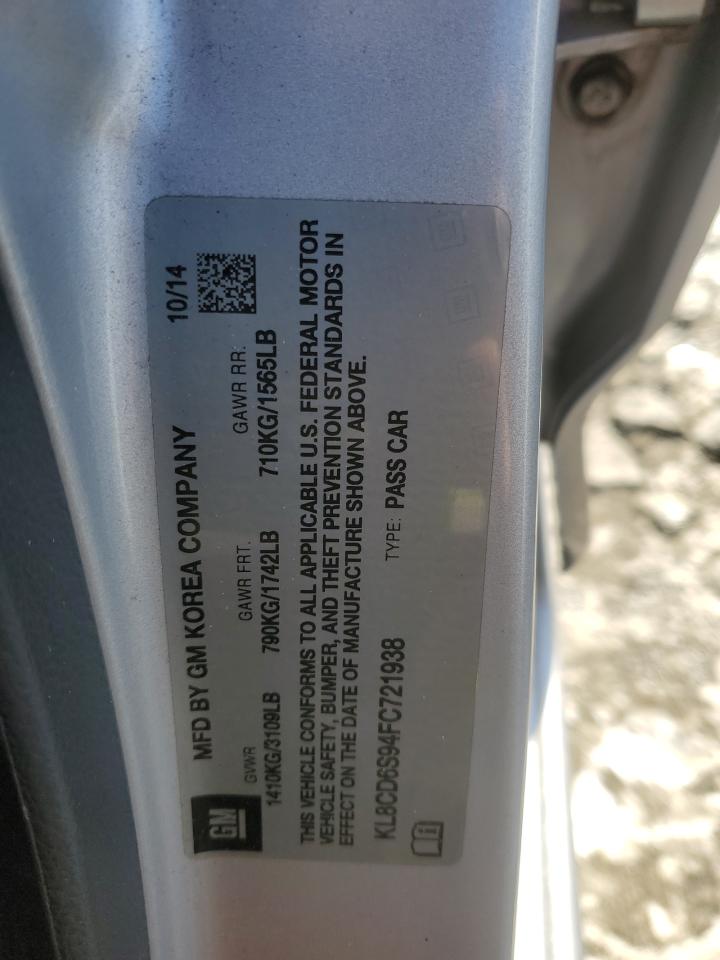 GM
MFD BY GM KOREA COMPANY 10/14
GVWR GAWR FRT. GAWR RR.
1410KG/3109LB 790KG/1742LB 710KG/1565LB
THIS VEHICLE CONFORMS TO ALL APPLICABLE U.S. FEDERAL MOTOR
VEHICLE SAFETY, BUMPER, AND THEFT PREVENTION STANDARDS IN
EFFECT ON THE DATE OF MANUFACTURE SHOWN ABOVE.
KL8CD6S94FC721938 TYPE: PASS CAR